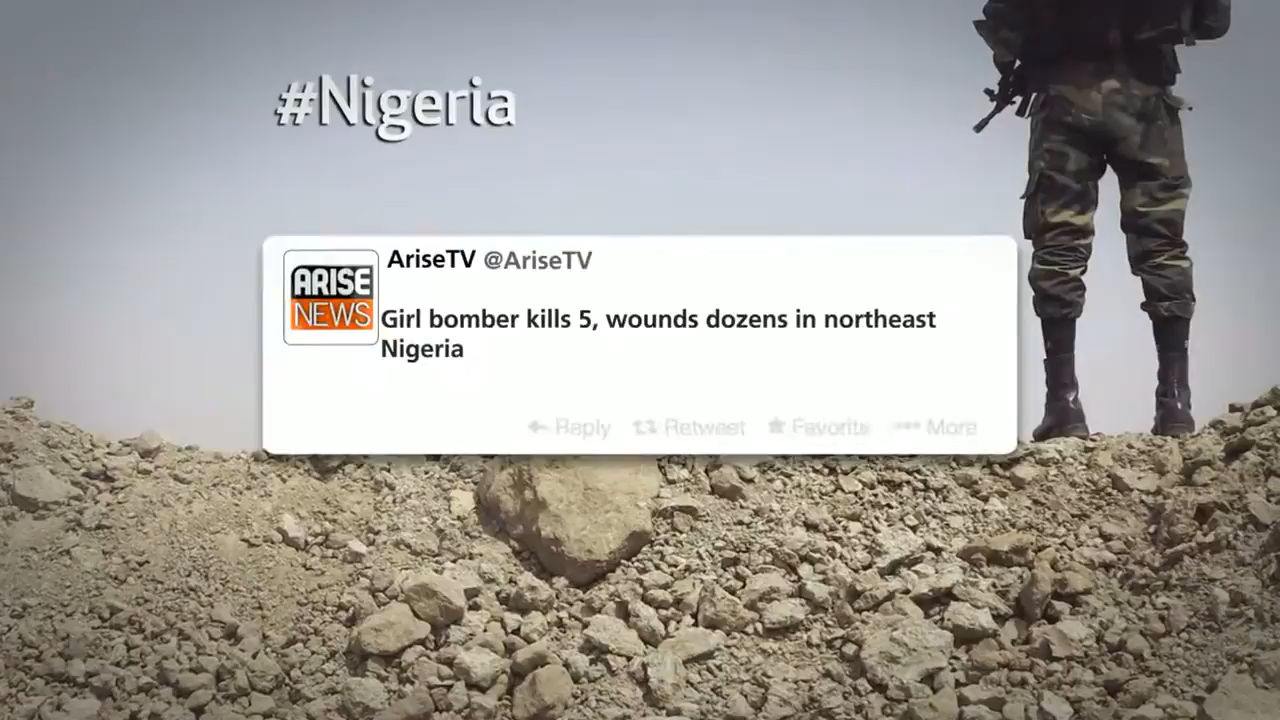 #Nigeria
AriseTV @AriseTV
ARISE
NEWS
Girl bomber kills 5, wounds dozens in northeast
Nigeria
Reply Retweet Favorite More